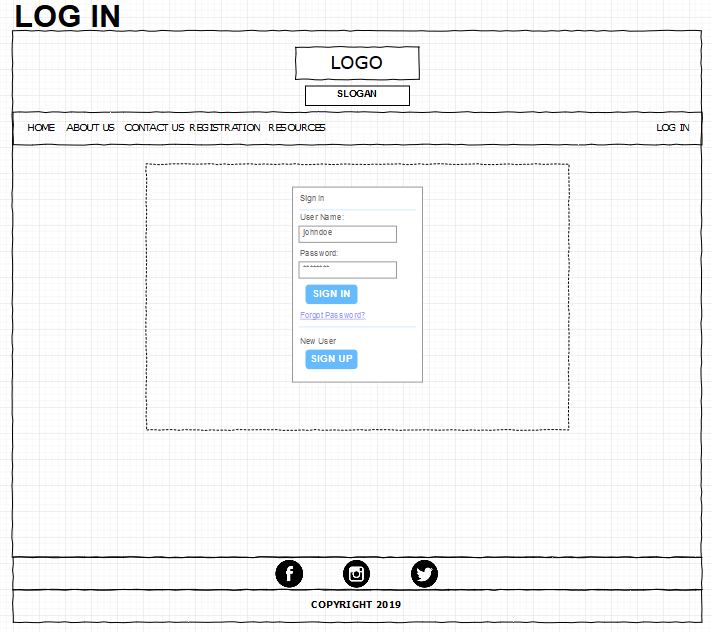 LOG IN
LOGO
SLOGAN
HOME ABOUT US CONTACT US REGISTRATION RESOURCES LOG IN
Sign in
User Name:
johndoe
Password:
********
SIGN IN
Forgot Password?
New User
SIGN UP
COPYRIGHT 2019